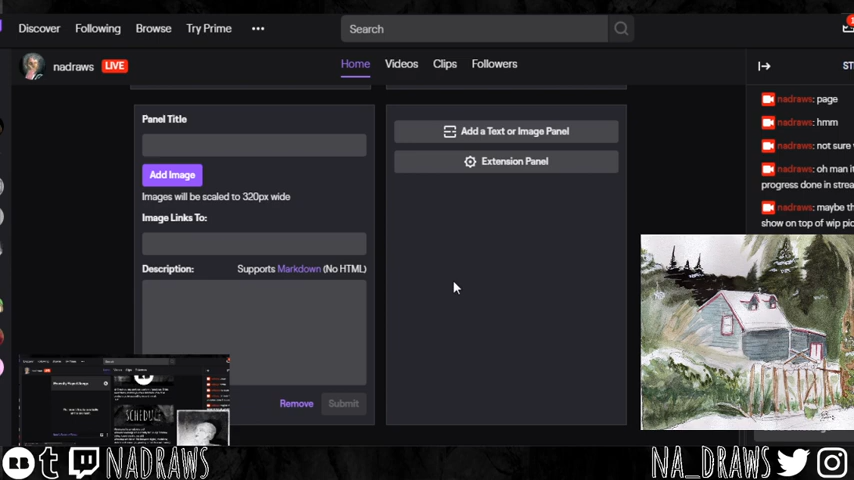 Discover Following Browse Try Prime ••• Search
nadraws LIVE Home Videos Clips Followers
Panel Title
Add Image
Images will be scaled to 320px wide
Image Links To:
Description: Supports Markdown (No HTML)
Remove Submit
Add a Text or Image Panel
Extension Panel
nadraws: page
nadraws: hmm
nadraws: not sure
nadraws: oh man it
progress done in strea
nadraws: maybe th
show on top of wip pic
SCHEDULE
NADRAWS
NA_DRAWS